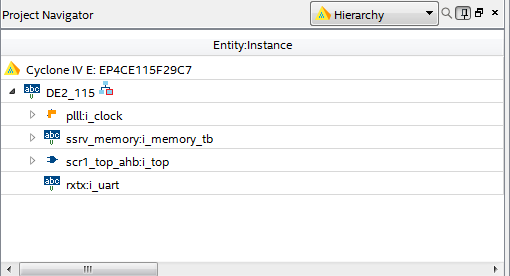 Project Navigator
Hierarchy
Entity:Instance
Cyclone IV E: EP4CE115F29C7
abc DE2_115
plll:i_clock
abc ssrv_memory:i_memory_tb
scr1_top_ahb:i_top
abc rxtx:i_uart